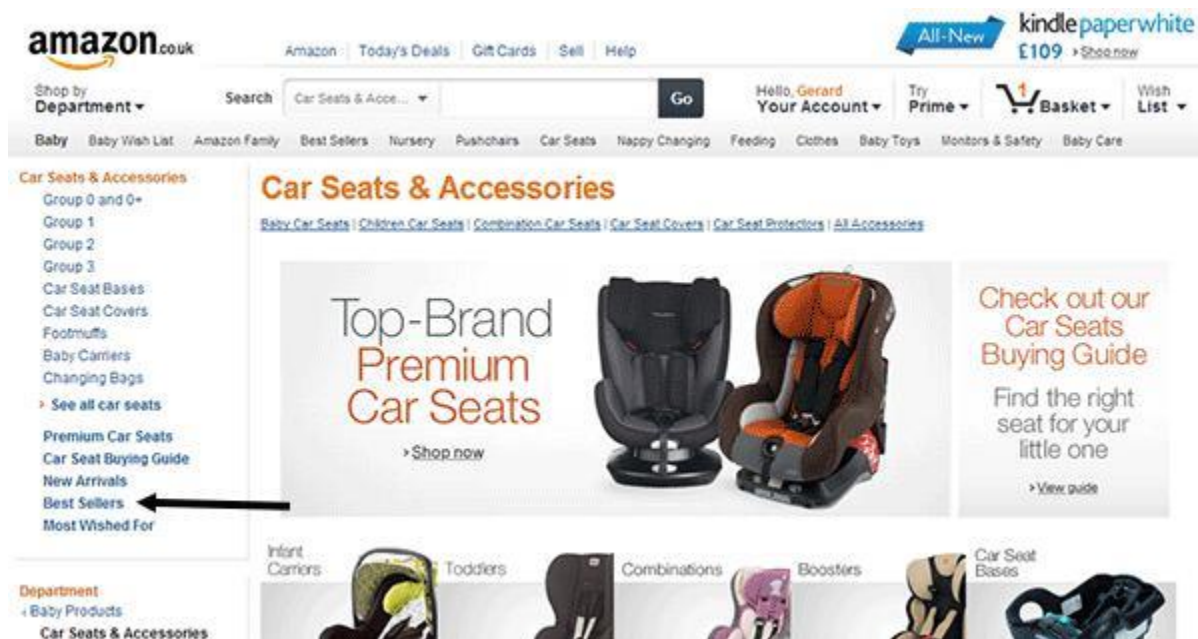 amazon.co.uk
Amazon Today's Deals Gift Cards Sell Help
All-New
kindle paperwhite
£109 › Shop now
Shop by
Department
Search Car Seats & Acce... Go
Hello, Gerard
Your Account
Try
Prime
1
Basket
Wish
List
Baby Baby Wish List Amazon Family Best Sellers Nursery Pushchairs Car Seats Nappy Changing Feeding Clothes Baby Toys Monitors & Safety Baby Care
Car Seats & Accessories
Group 0 and 0+
Group 1
Group 2
Group 3
Car Seat Bases
Car Seat Covers
Footmuffs
Baby Carriers
Changing Bags
› See all car seats
Premium Car Seats
Car Seat Buying Guide
New Arrivals
Best Sellers
Most Wished For
Department
‹ Baby Products
Car Seats & Accessories
Car Seats & Accessories
Baby Car Seats | Children Car Seats | Combination Car Seats | Car Seat Covers | Car Seat Protectors | All Accessories
Top-Brand
Premium
Car Seats
› Shop now
Check out our
Car Seats
Buying Guide
Find the right
seat for your
little one
› View guide
Infant
Carriers
Toddlers
Combinations
Boosters
Car Seat
Bases